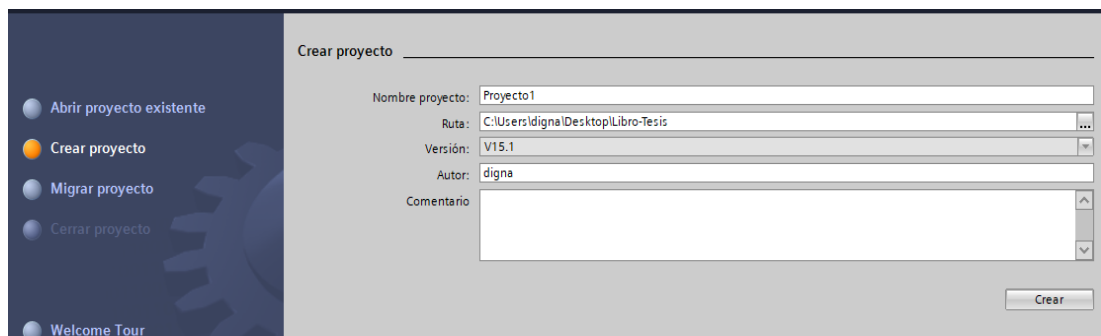 Abrir proyecto existente
Crear proyecto
Migrar proyecto
Cerrar proyecto
Welcome Tour
Crear proyecto
Nombre proyecto: Proyecto1
Ruta: C:\Users\digna\Desktop\Libro-Tesis ...
Versión: V15.1
Autor: digna
Comentario
Crear